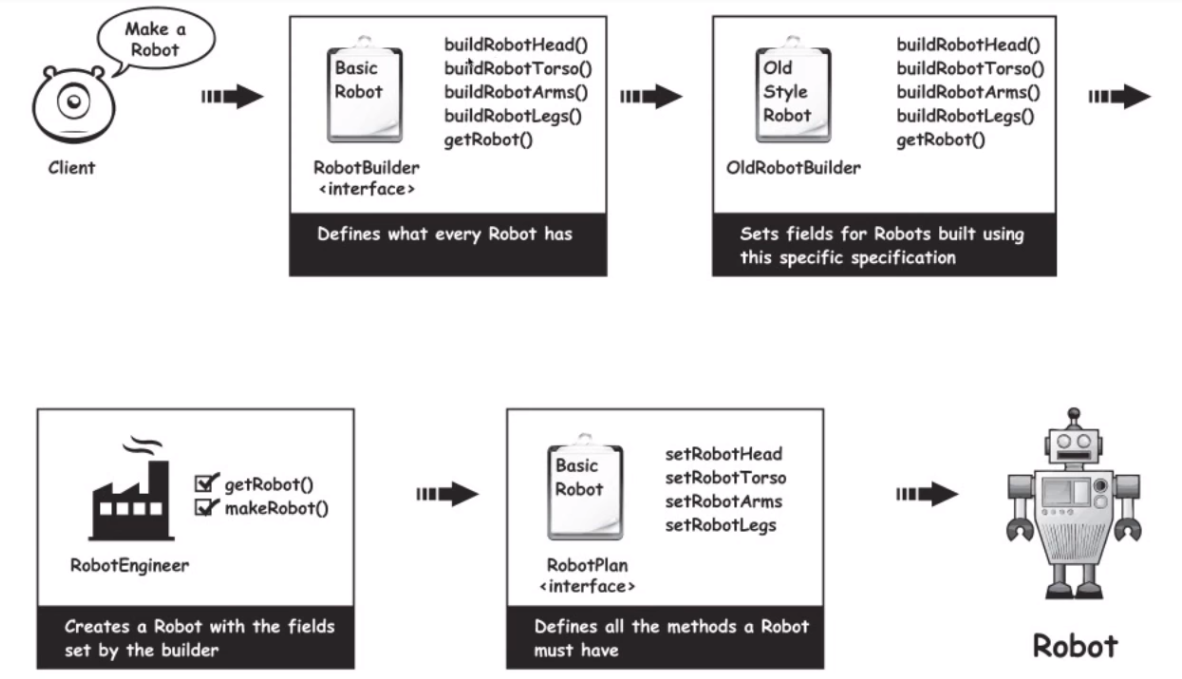 Make a
Robot
Client
Basic
Robot
RobotBuilder
<interface>
buildRobotHead()
buildRobotTorso()
buildRobotArms()
buildRobotLegs()
getRobot()
Defines what every Robot has
Old
Style
Robot
OldRobotBuilder
buildRobotHead()
buildRobotTorso()
buildRobotArms()
buildRobotLegs()
getRobot()
Sets fields for Robots built using
this specific specification
getRobot()
makeRobot()
RobotEngineer
Creates a Robot with the fields
set by the builder
Basic
Robot
RobotPlan
<interface>
setRobotHead
setRobotTorso
setRobotArms
setRobotLegs
Defines all the methods a Robot
must have
Robot